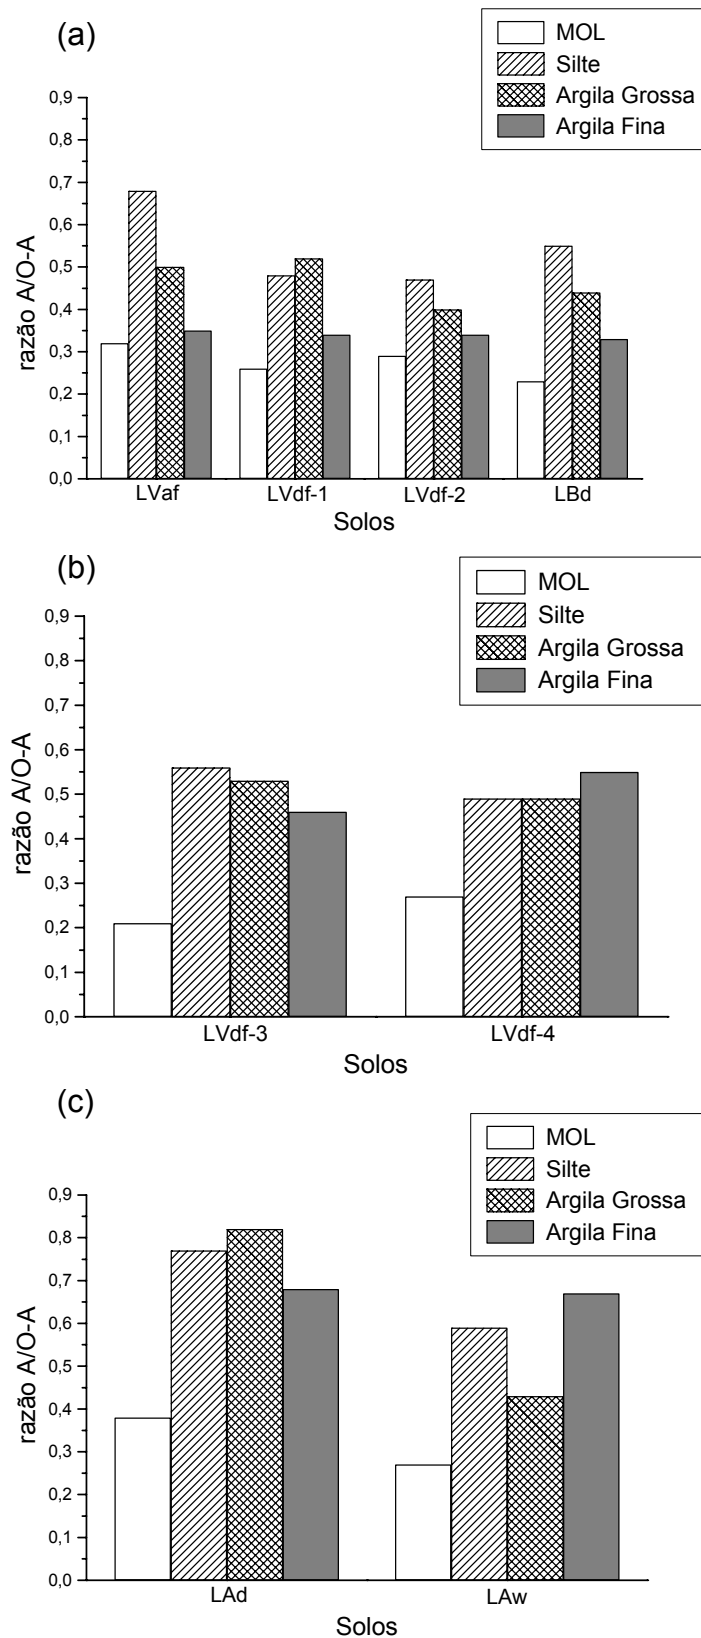 (a)
MOL
Silte
Argila Grossa
Argila Fina
0,9
0,8
0,7
0,6
0,5
0,4
0,3
0,2
0,1
0,0
razão A/O-A
LVaf LVdf-1 LVdf-2 LBd
Solos
(b)
MOL
Silte
Argila Grossa
Argila Fina
0,9
0,8
0,7
0,6
0,5
0,4
0,3
0,2
0,1
0,0
razão A/O-A
LVdf-3 LVdf-4
Solos
(c)
MOL
Silte
Argila Grossa
Argila Fina
0,9
0,8
0,7
0,6
0,5
0,4
0,3
0,2
0,1
0,0
razão A/O-A
LAd LAw
Solos